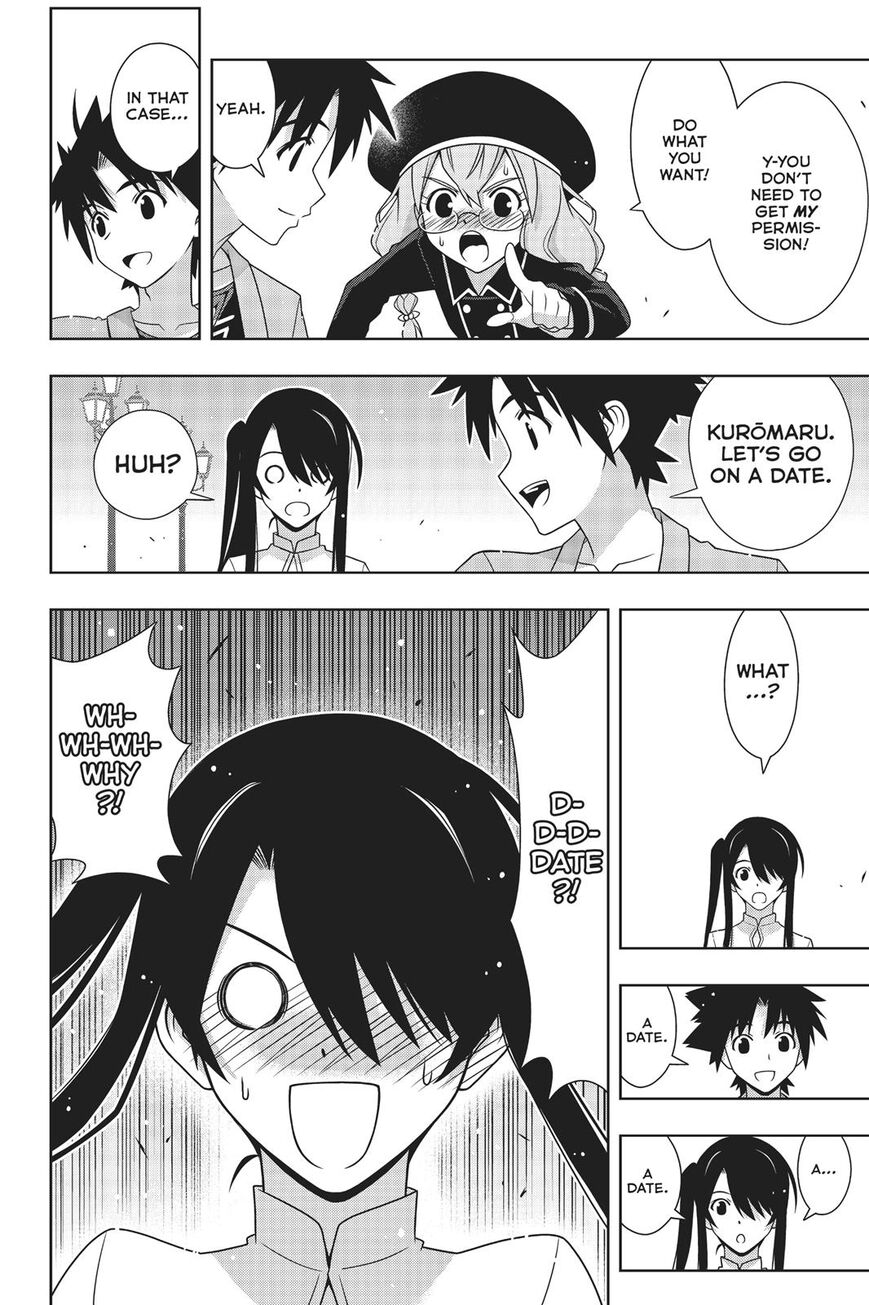 Y-YOU
DON'T
NEED TO
GET MY
PERMIS-
SION!
DO
WHAT
YOU
WANT!
YEAH.
IN THAT
CASE...
KURŌMARU.
LET'S GO
ON A DATE.
HUH?
WHAT
...?
A
DATE.
A...
A
DATE.
D-
D-D-
DATE
?!
WH-
WH-WH-
WHY
?!